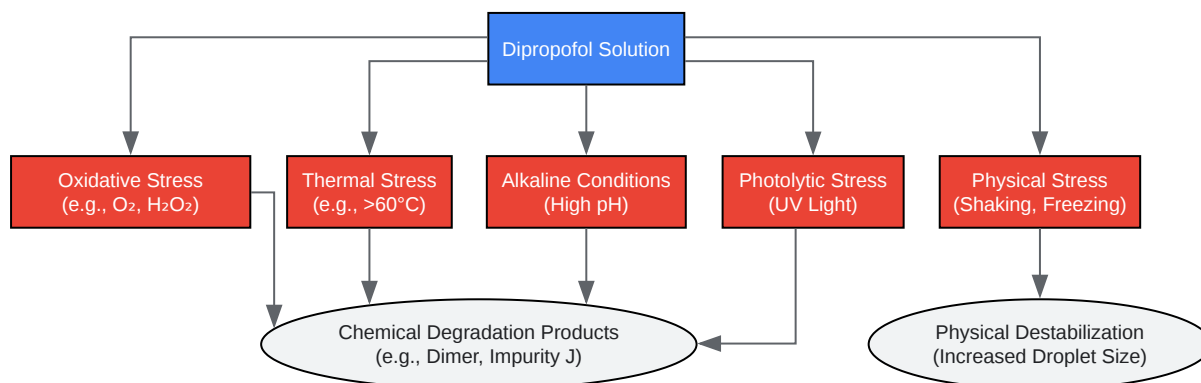 Dipropofol Solution
Oxidative Stress
(e.g., O₂, H₂O₂)
Thermal Stress
(e.g., >60°C)
Alkaline Conditions
(High pH)
Photolytic Stress
(UV Light)
Physical Stress
(Shaking, Freezing)
Chemical Degradation Products
(e.g., Dimer, Impurity J)
Physical Destabilization
(Increased Droplet Size)